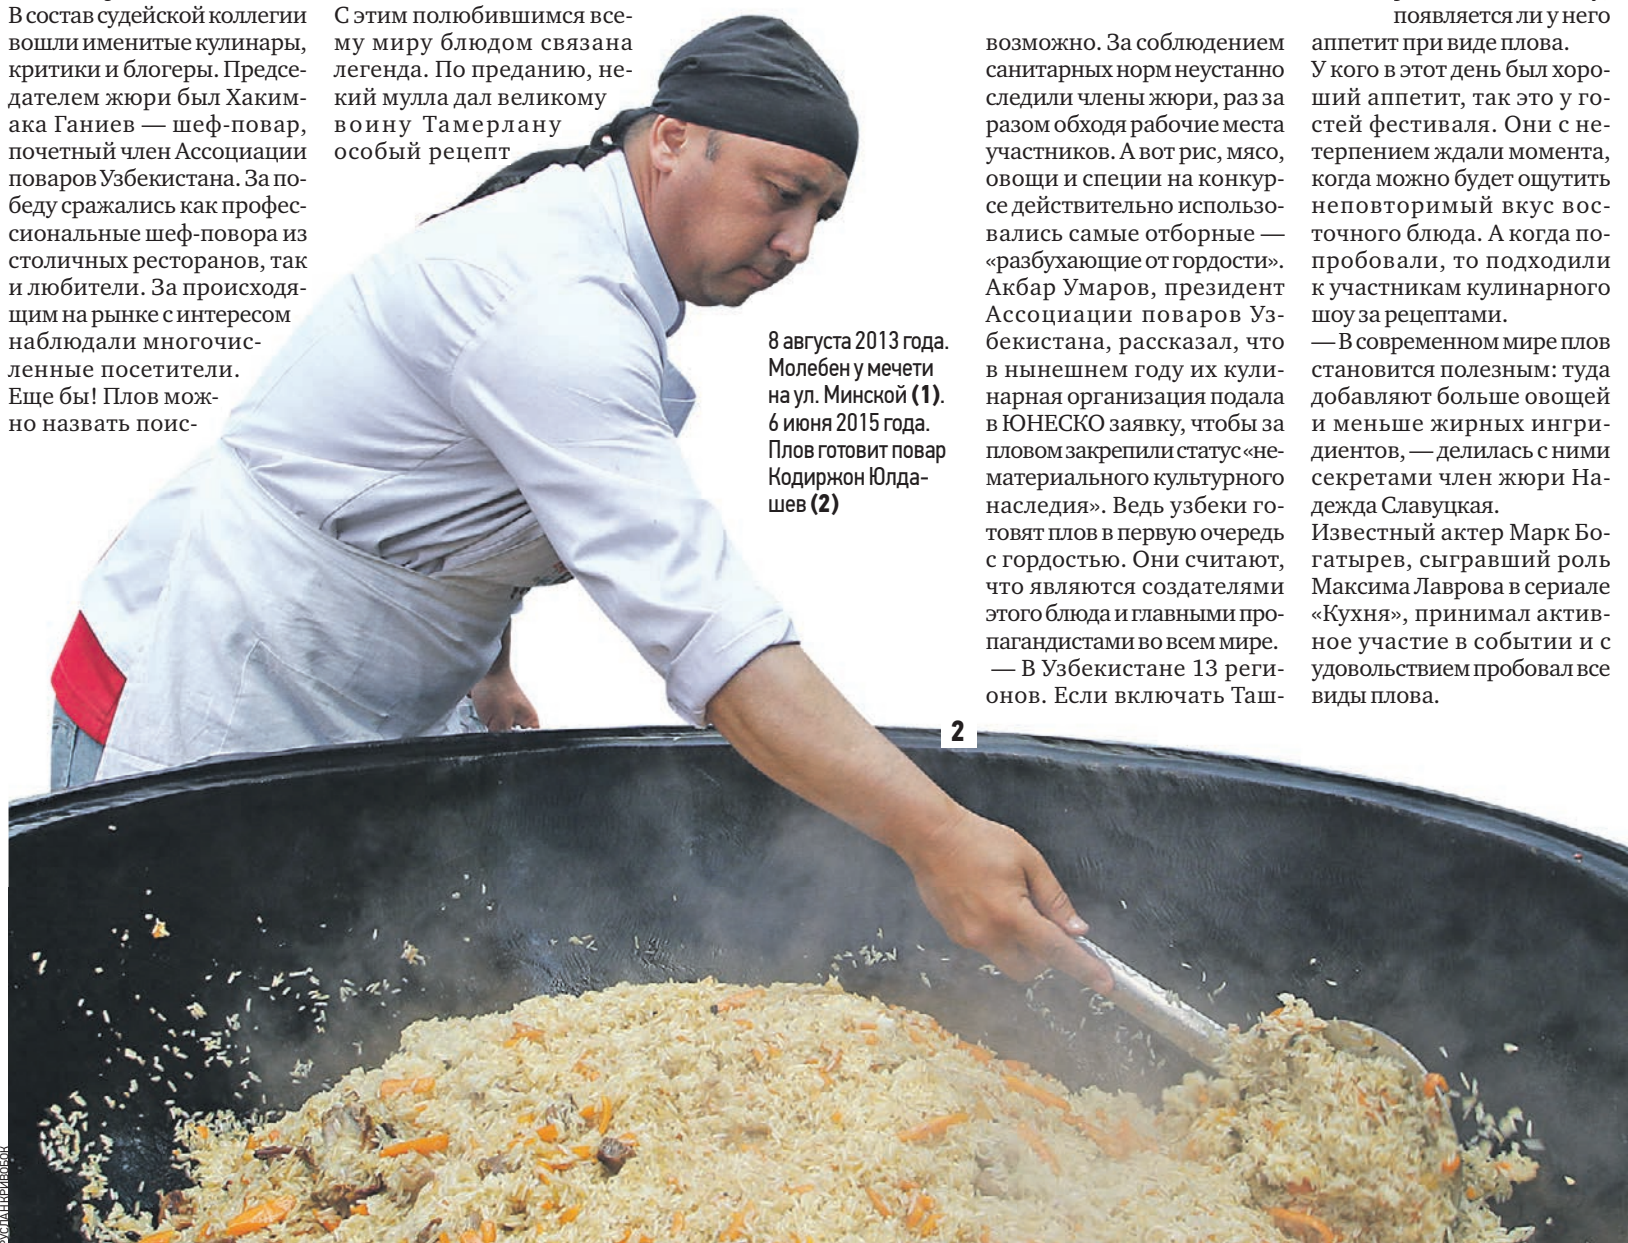 В состав судейской коллегии
вошли именитые кулинары,
критики и блогеры. Предсе-
дателем жюри был Хаким-
ака Ганиев — шеф-повар,
почетный член Ассоциации
поваров Узбекистана. За по-
беду сражались как профес-
сиональные шеф-повора из
столичных ресторанов, так
и любители. За происходя-
щим на рынке с интересом
наблюдали многочис-
ленные посетители.
Еще бы! Плов мож-
но назвать поис-
С этим полюбившимся все-
му миру блюдом связана
легенда. По преданию, не-
кий мулла дал великому
воину Тамерлану
особый рецепт
8 августа 2013 года.
Молебен у мечети
на ул. Минской (1).
6 июня 2015 года.
Плов готовит повар
Кодиржон Юлда-
шев (2)
возможно. За соблюдением
санитарных норм неустанно
следили члены жюри, раз за
разом обходя рабочие места
участников. А вот рис, мясо,
овощи и специи на конкур-
се действительно использо-
вались самые отборные —
«разбухающие от гордости».
Акбар Умаров, президент
Ассоциации поваров Уз-
бекистана, рассказал, что
в нынешнем году их кули-
нарная организация подала
в ЮНЕСКО заявку, чтобы за
пловом закрепили статус «не-
материального культурного
наследия». Ведь узбеки го-
товят плов в первую очередь
с гордостью. Они считают,
что являются создателями
этого блюда и главными про-
пагандистами во всем мире.
— В Узбекистане 13 реги-
онов. Если включать Таш-
появляется ли у него
аппетит при виде плова.
У кого в этот день был хоро-
ший аппетит, так это у го-
стей фестиваля. Они с не-
терпением ждали момента,
когда можно будет ощутить
неповторимый вкус вос-
точного блюда. А когда по-
пробовали, то подходили
к участникам кулинарного
шоу за рецептами.
— В современном мире плов
становится полезным: туда
добавляют больше овощей
и меньше жирных ингри-
диентов, — делилась с ними
секретами член жюри На-
дежда Славуцкая.
Известный актер Марк Бо-
гатырев, сыгравший роль
Максима Лаврова в сериале
«Кухня», принимал актив-
ное участие в событии и с
удовольствием пробовал все
виды плова.
2
РУСЛАН КРИВОБОК